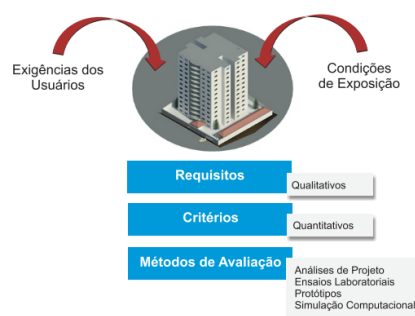 Exigências dos
Usuários
Condições
de Exposição
Requisitos
Qualitativos
Critérios
Quantitativos
Métodos de Avaliação
Análises de Projeto
Ensaios Laboratoriais
Protótipos
Simulação Computacional